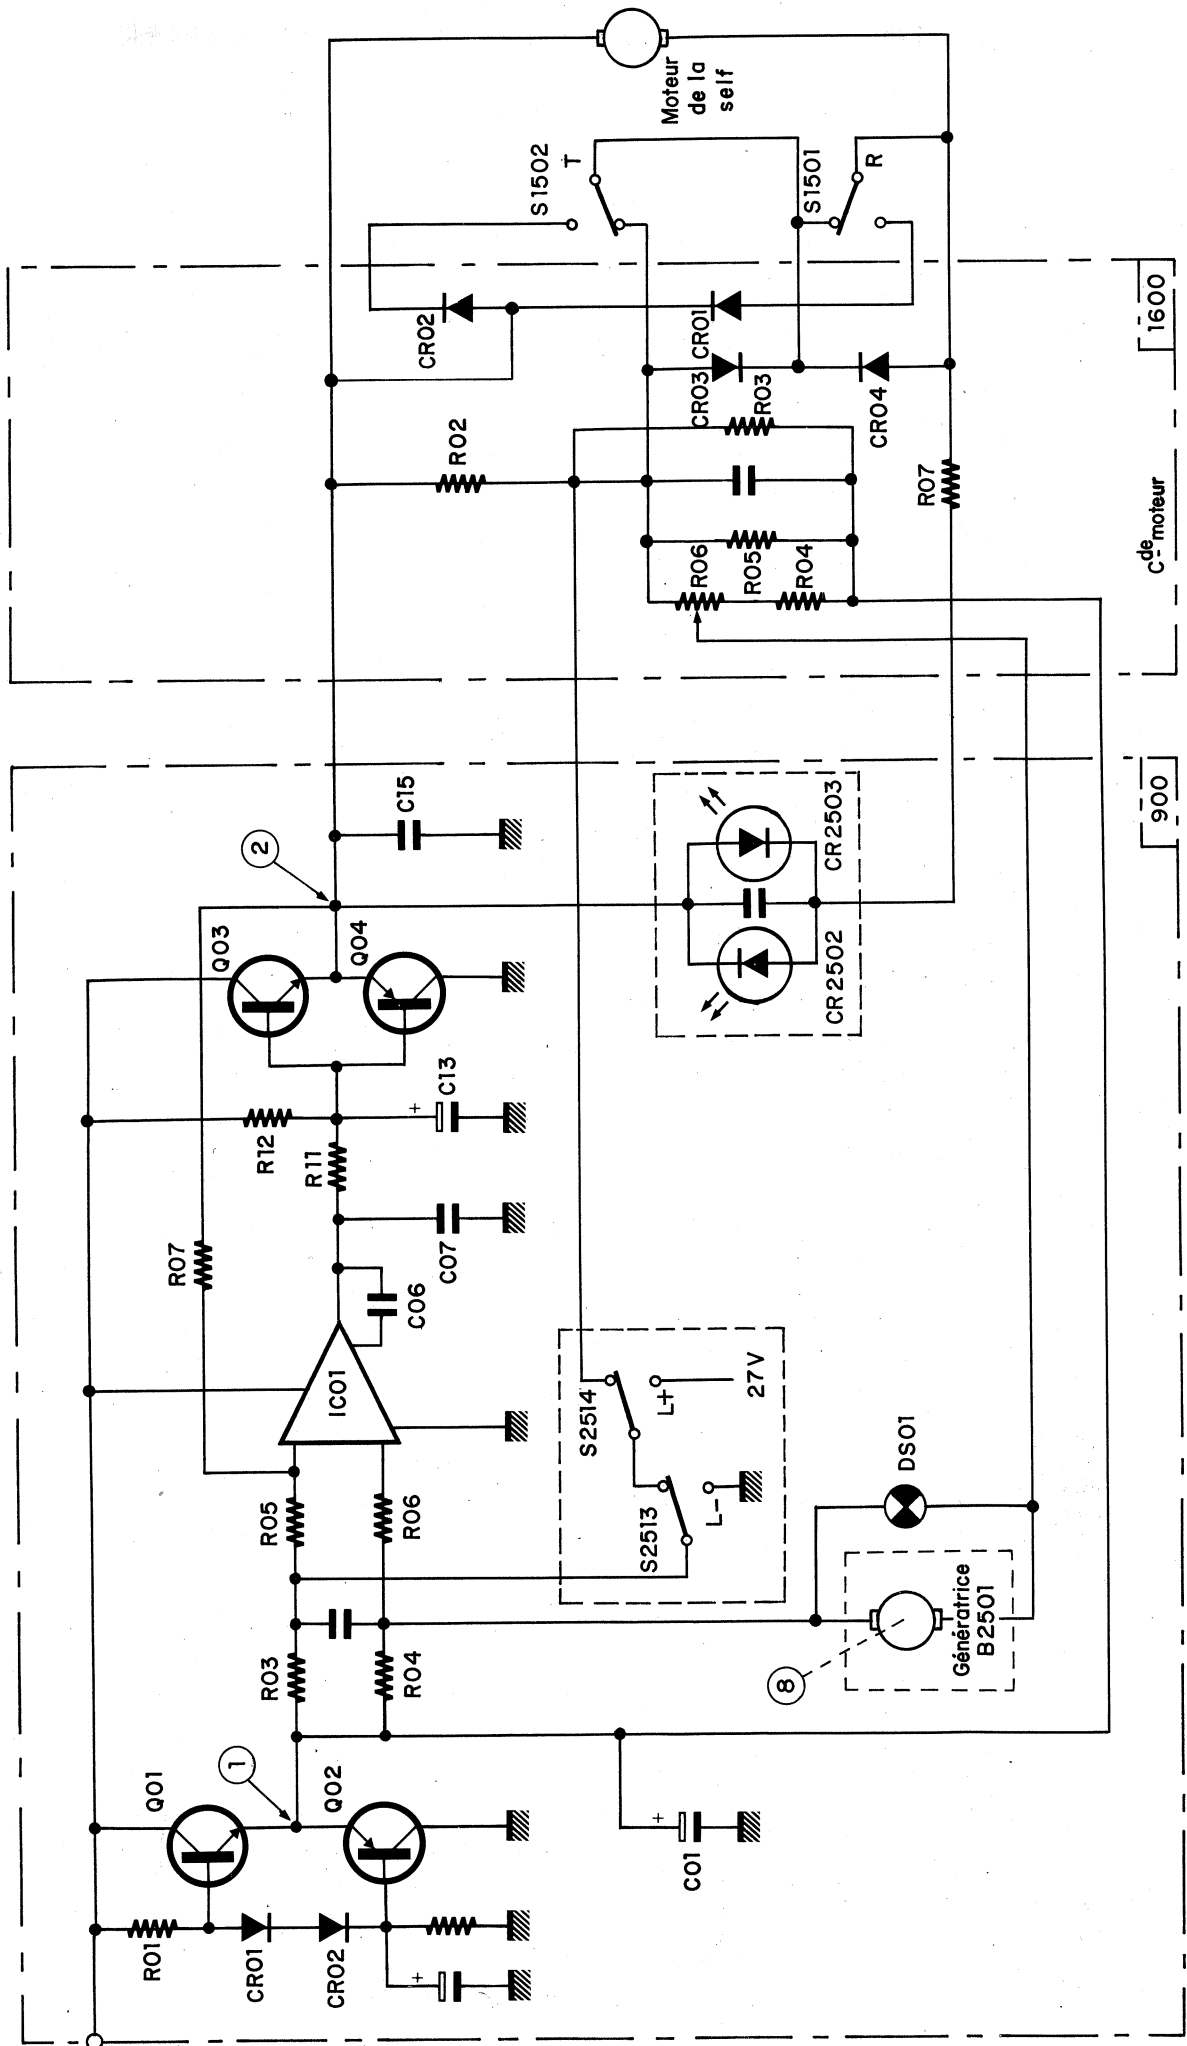 Moteur
de la
self
S1502
T
S1501
R
CR02
CR01
CR03
R03
CR04
R02
R07
R06
R05
R04
1600
Cde moteur
900
C15
2
Q03
Q04
CR2503
CR2502
C13
R12
R11
R07
C07
C06
IC01
S2514
L+
27V
S2513
L-
R05
R06
DS01
Génératrice
B2501
8
R03
R04
1
Q01
Q02
C01
R01
CR01
CR02
+
+
+